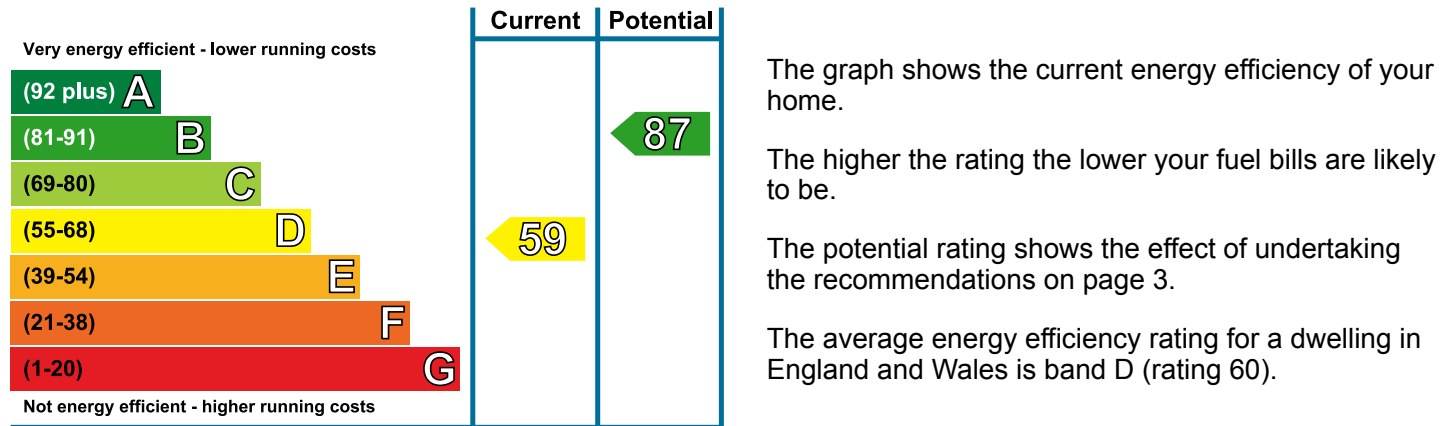 Current Potential
Very energy efficient - lower running costs
(92 plus) A
(81-91) B
87
(69-80) C
(55-68) D
59
(39-54) E
(21-38) F
(1-20) G
Not energy efficient - higher running costs
The graph shows the current energy efficiency of your
home.
The higher the rating the lower your fuel bills are likely
to be.
The potential rating shows the effect of undertaking
the recommendations on page 3.
The average energy efficiency rating for a dwelling in
England and Wales is band D (rating 60).